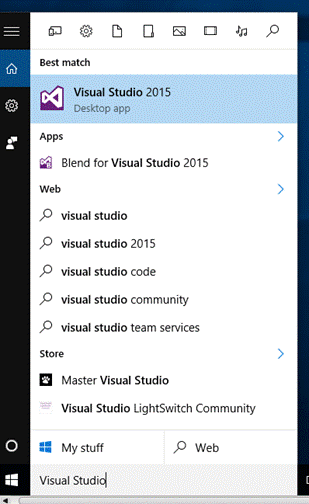 Best match
Visual Studio 2015
Desktop app
Apps
Blend for Visual Studio 2015
Web
visual studio
visual studio 2015
visual studio code
visual studio community
visual studio team services
Store
Master Visual Studio
Visual Studio LightSwitch Community
My stuff
Web
Visual Studio